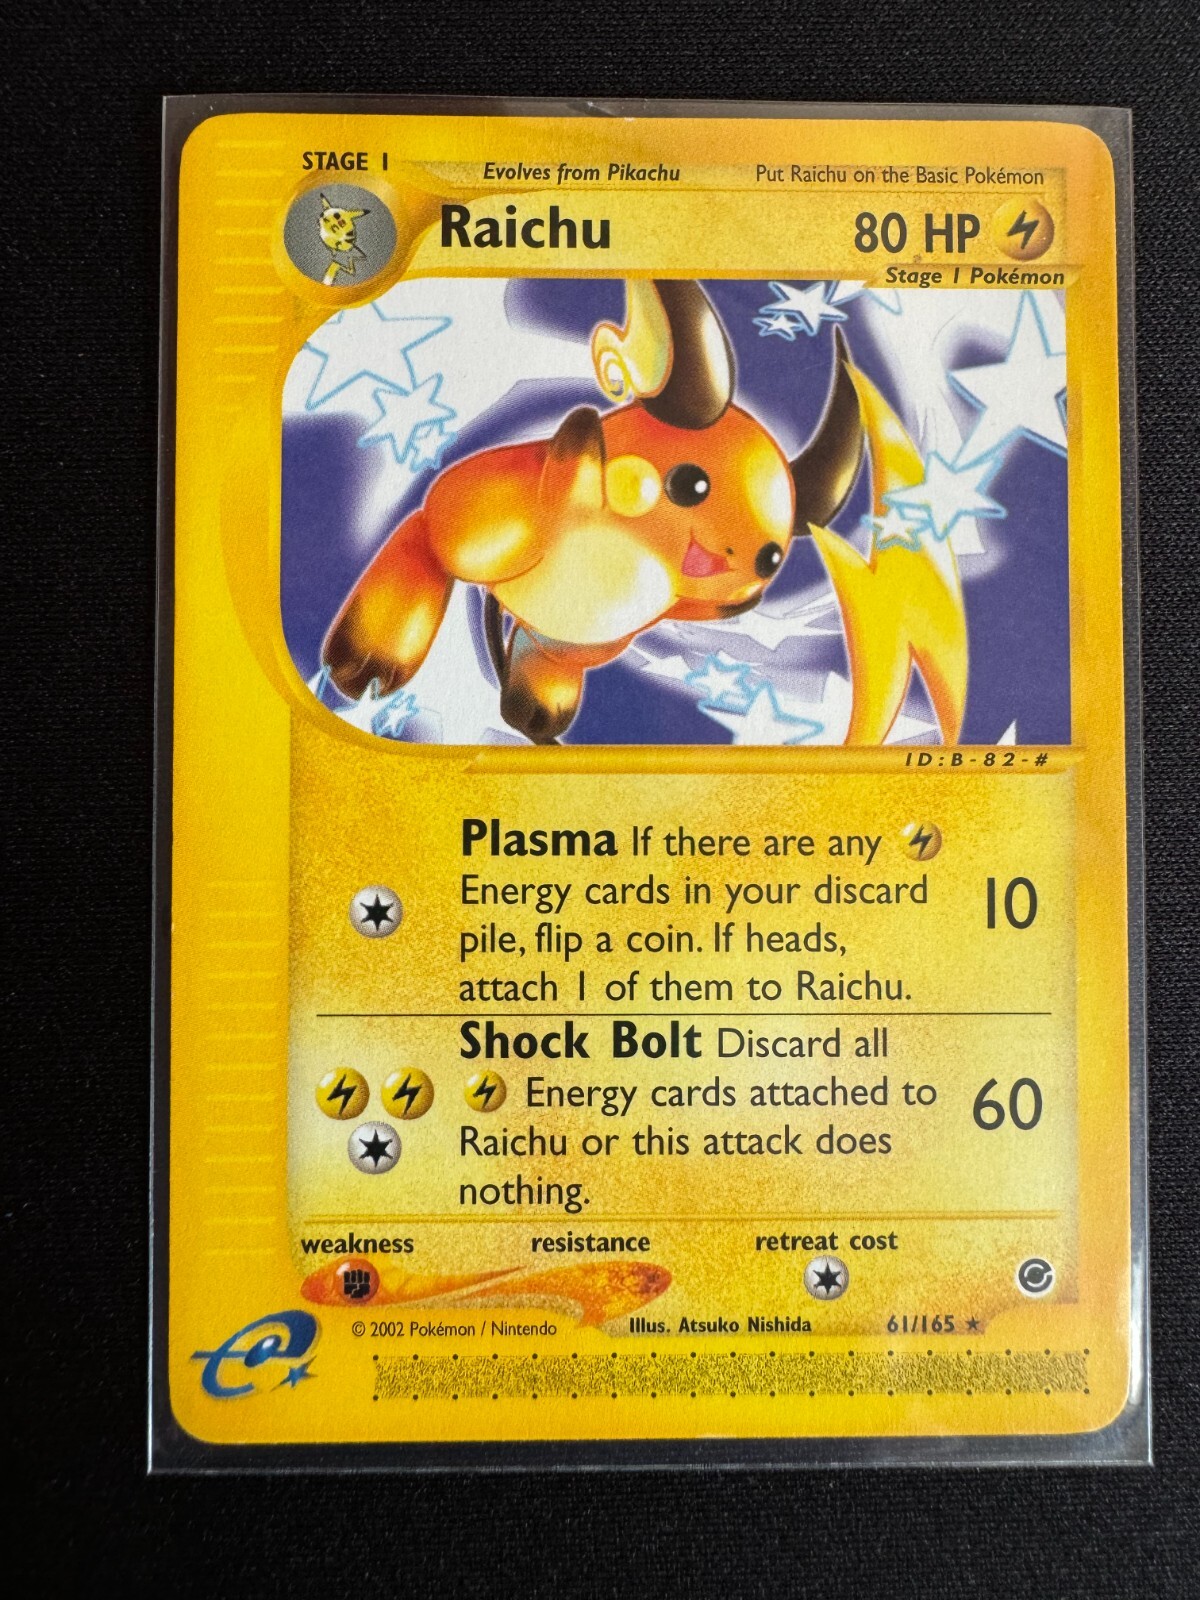 STAGE 1
Evolves from Pikachu
Put Raichu on the Basic Pokémon
Raichu
80 HP
Stage 1 Pokémon
ID:B-82-#
Plasma If there are any
Energy cards in your discard
pile, flip a coin. If heads,
attach 1 of them to Raichu.
10
Shock Bolt Discard all
Energy cards attached to
Raichu or this attack does
nothing.
60
weakness
resistance
retreat cost
© 2002 Pokémon / Nintendo
Illus. Atsuko Nishida
61/165 ★
e